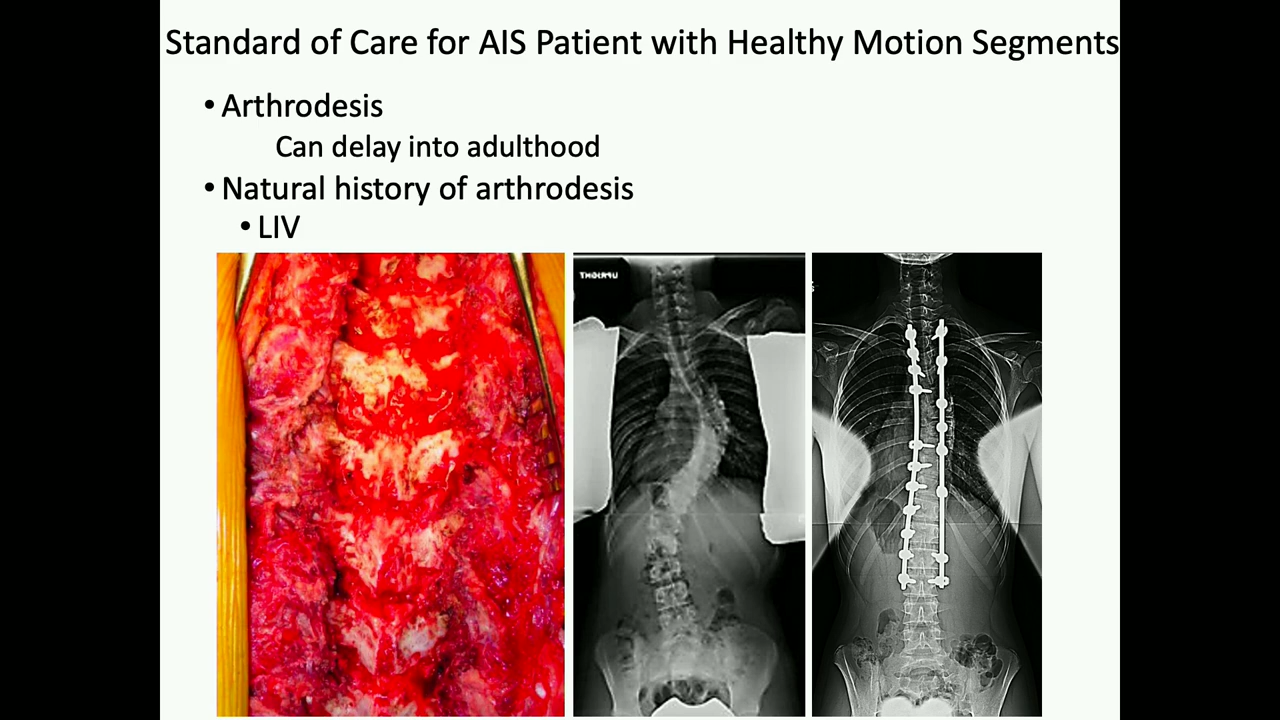 Standard of Care for AIS Patient with Healthy Motion Segments
• Arthrodesis
Can delay into adulthood
• Natural history of arthrodesis
• LIV